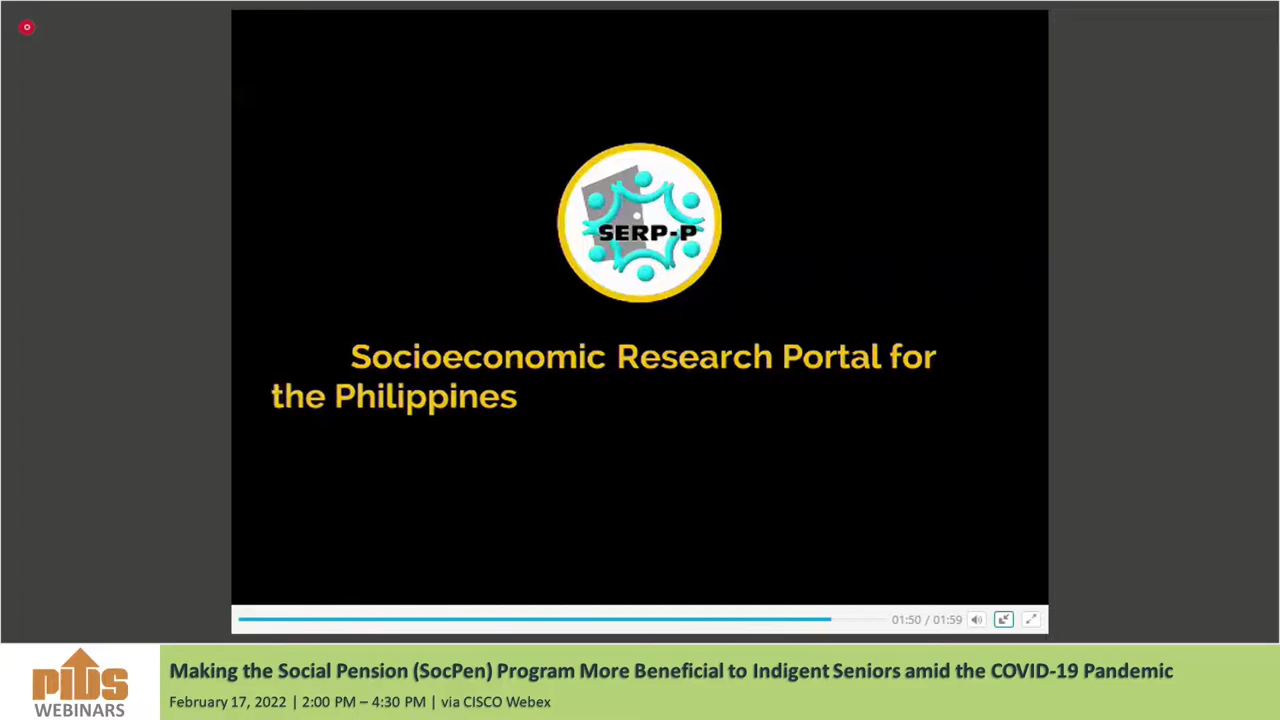 SERP-P
Socioeconomic Research Portal for
the Philippines
01:50 / 01:59
pids
WEBINARS
Making the Social Pension (SocPen) Program More Beneficial to Indigent Seniors amid the COVID-19 Pandemic
February 17, 2022 | 2:00 PM – 4:30 PM | via CISCO Webex